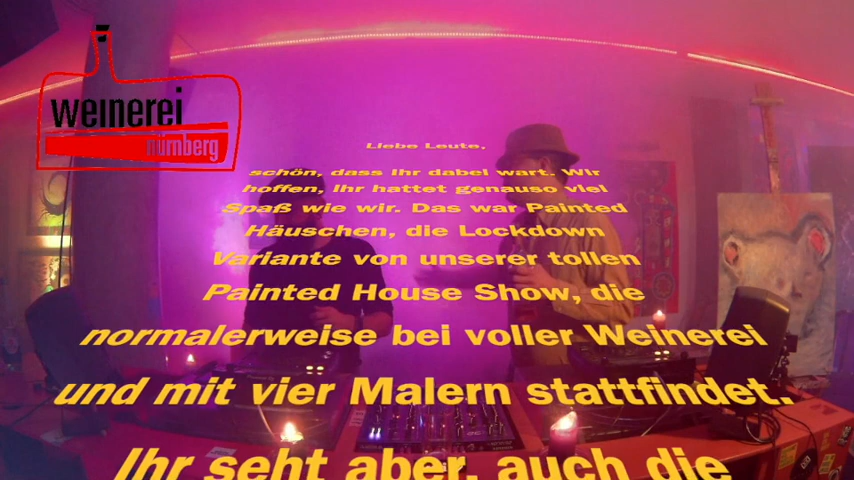 weinerei
nürnberg
Liebe Leute,
schön, dass Ihr dabei wart. Wir
hoffen, Ihr hattet genauso viel
Spaß wie wir. Das war Painted
Häuschen, die Lockdown
Variante von unserer tollen
Painted House Show, die
normalerweise bei voller Weinerei
und mit vier Malern stattfindet.
Ihr seht aber, auch die